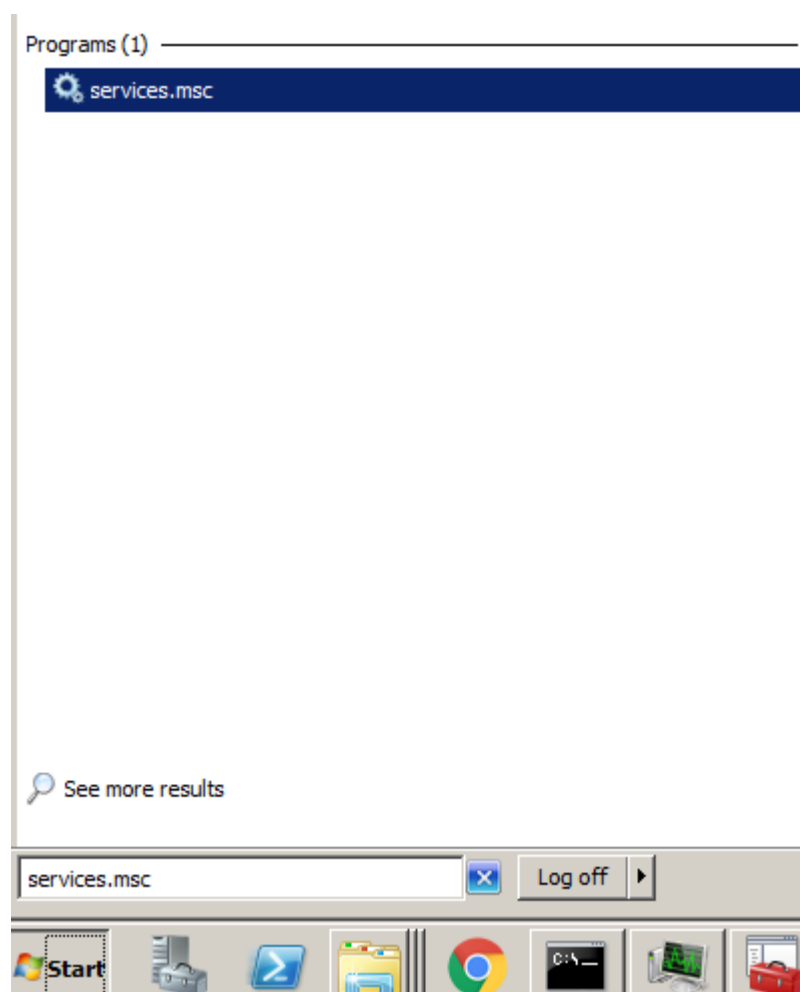 Programs (1)
services.msc
See more results
services.msc
Log off
Start
C:\